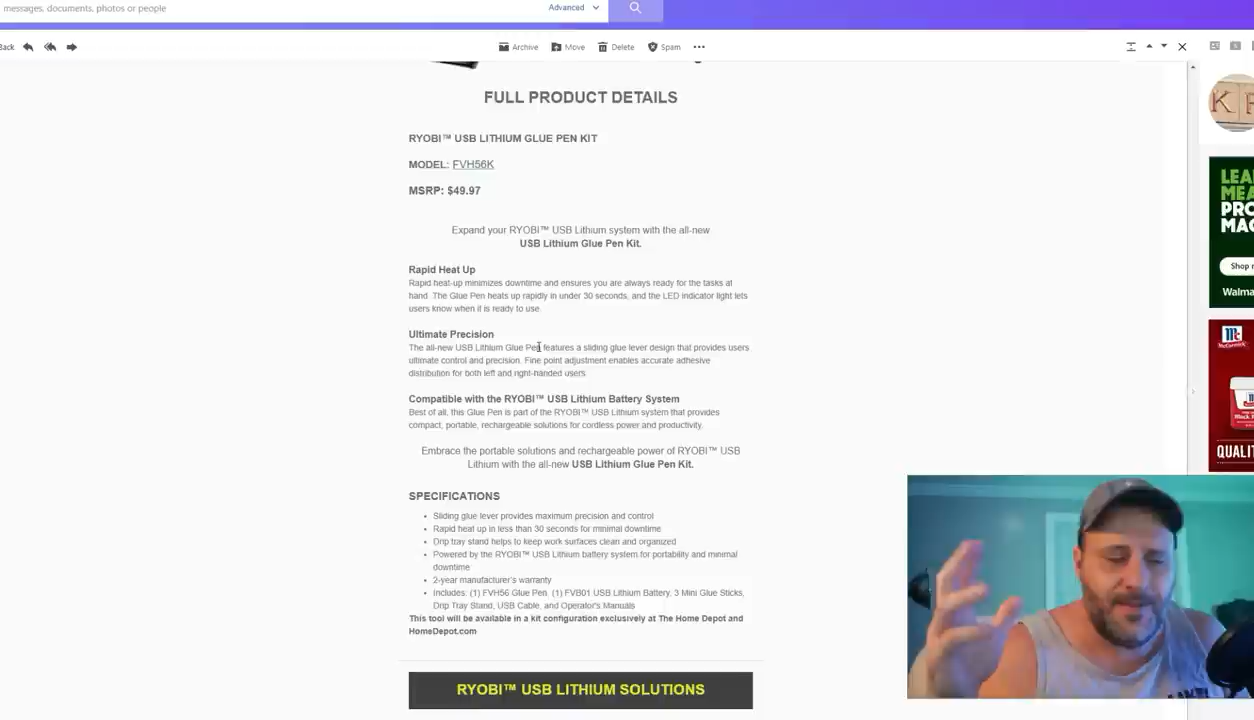 messages, documents, photos or people
Advanced
Back
Archive
Move
Delete
Spam
FULL PRODUCT DETAILS
RYOBI™ USB LITHIUM GLUE PEN KIT
MODEL: FVH56K
MSRP: $49.97
Expand your RYOBI™ USB Lithium system with the all-new
USB Lithium Glue Pen Kit.
Rapid Heat Up
Rapid heat-up minimizes downtime and ensures you are always ready for the tasks at
hand. The Glue Pen heats up rapidly in under 30 seconds, and the LED indicator light lets
users know when it is ready to use.
Ultimate Precision
The all-new USB Lithium Glue Pen features a sliding glue lever design that provides users
ultimate control and precision. Fine point adjustment enables accurate adhesive
distribution for both left and right-handed users.
Compatible with the RYOBI™ USB Lithium Battery System
Best of all, this Glue Pen is part of the RYOBI™ USB Lithium system that provides
compact, portable, rechargeable solutions for cordless power and productivity.
Embrace the portable solutions and rechargeable power of RYOBI™ USB
Lithium with the all-new USB Lithium Glue Pen Kit.
SPECIFICATIONS
• Sliding glue lever provides maximum precision and control
• Rapid heat up in less than 30 seconds for minimal downtime
• Drip tray stand helps to keep work surfaces clean and organized
• Powered by the RYOBI™ USB Lithium battery system for portability and minimal
downtime
• 2-year manufacturer's warranty
• Includes: (1) FVH56 Glue Pen, (1) FVB01 USB Lithium Battery, 3 Mini Glue Sticks,
Drip Tray Stand, USB Cable, and Operator's Manuals
This tool will be available in a kit configuration exclusively at The Home Depot and
HomeDepot.com
RYOBI™ USB LITHIUM SOLUTIONS
K
LEA
MEA
PRO
MAC
Shop
Walma
McC
QUALI